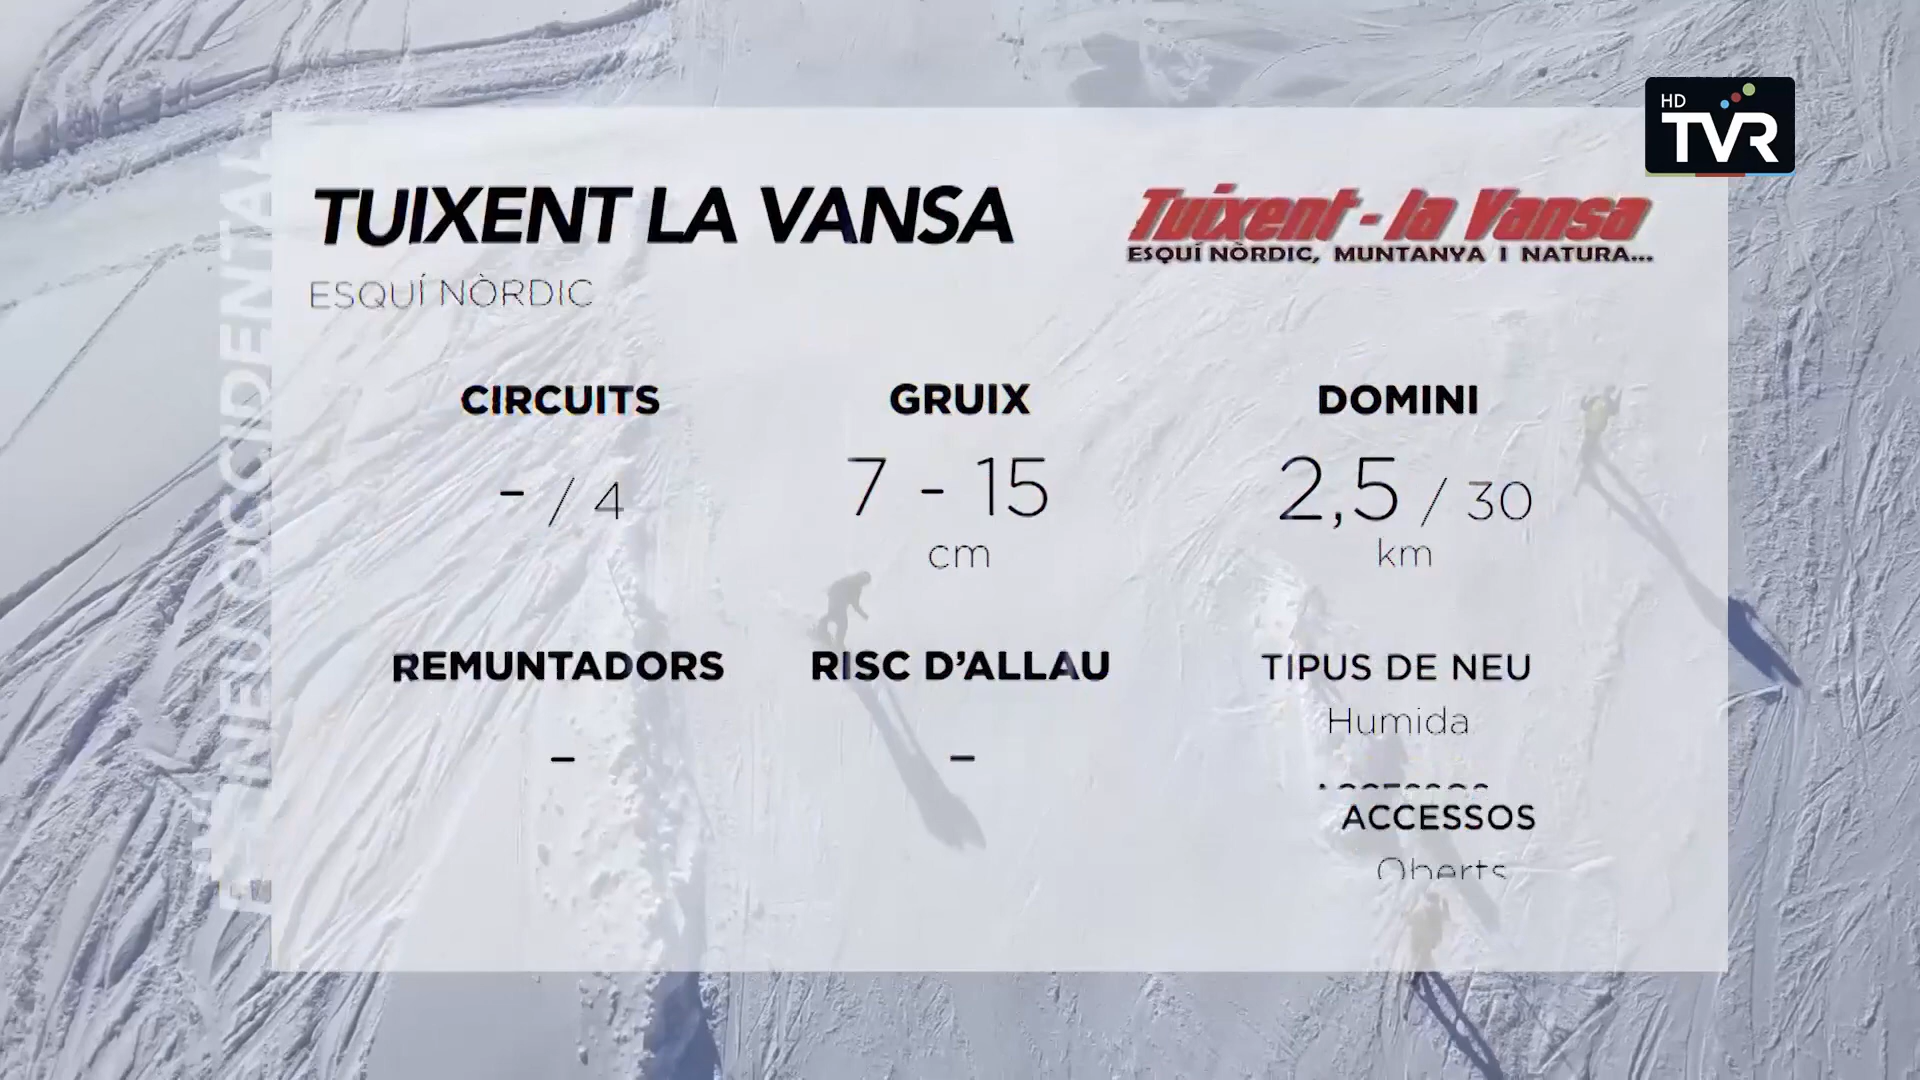 HD
TVR
TUIXENT LA VANSA
ESQUÍ NÒRDIC
Tuixent - la Vansa
ESQUÍ NÒRDIC, MUNTANYA I NATURA...
CIRCUITS
- / 4
GRUIX
7 - 15
cm
DOMINI
2,5 / 30
km
REMUNTADORS
-
RISC D'ALLAU
-
TIPUS DE NEU
Humida
ACCESSOS
Oberts
OCCIDENTAL